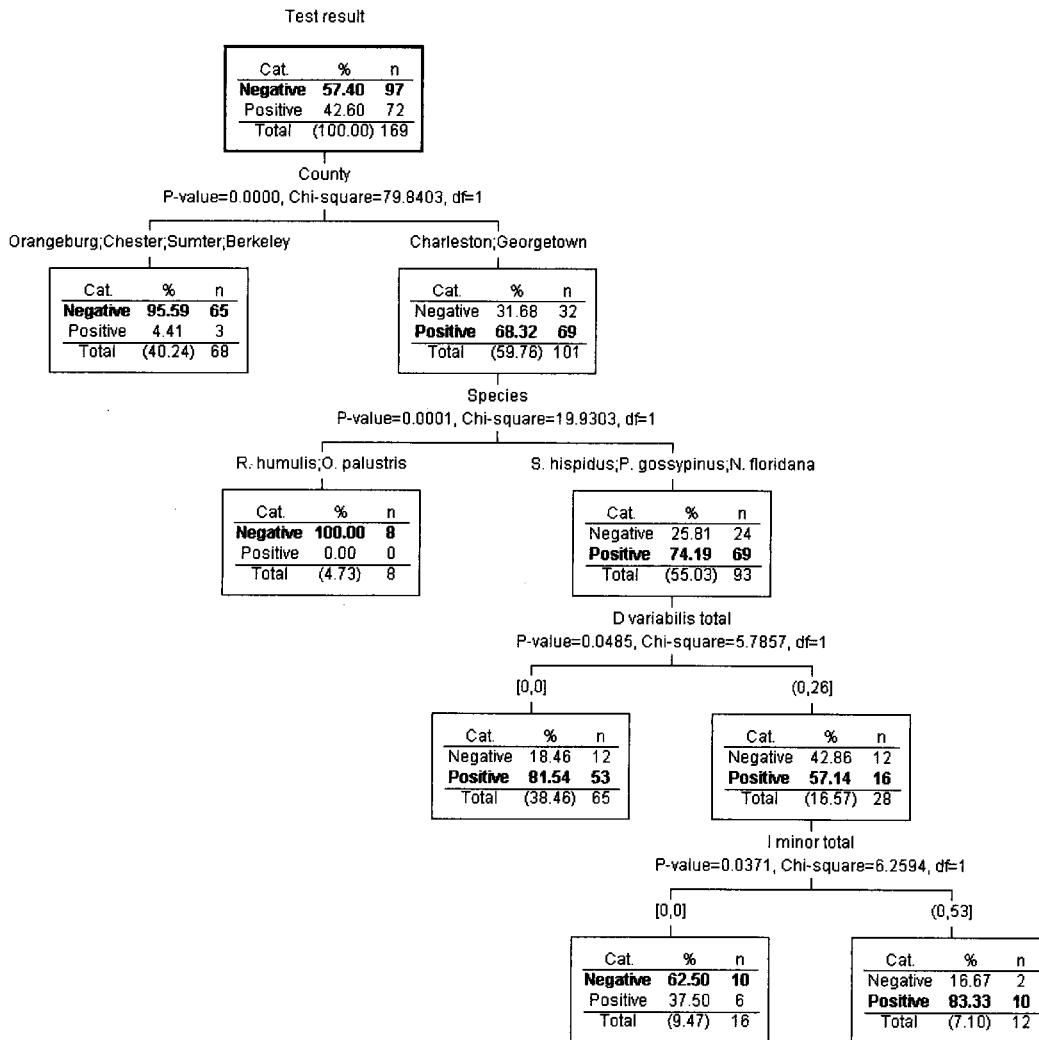 Test result
Cat. % n
Negative 57.40 97
Positive 42.60 72
Total (100.00) 169
County
P-value=0.0000, Chi-square=79.8403, df=1
Orangeburg;Chester;Sumter;Berkeley Charleston;Georgetown
Cat. % n Cat. % n
Negative 95.59 65 Negative 31.68 32
Positive 4.41 3 Positive 68.32 69
Total (40.24) 68 Total (59.76) 101
Species
P-value=0.0001, Chi-square=19.9303, df=1
R. humulis;O. palustris S. hispidus;P. gossypinus;N. floridana
Cat. % n Cat. % n
Negative 100.00 8 Negative 25.81 24
Positive 0.00 0 Positive 74.19 69
Total (4.73) 8 Total (55.03) 93
D variabilis total
P-value=0.0485, Chi-square=5.7857, df=1
[0,0] (0,26]
Cat. % n Cat. % n
Negative 18.46 12 Negative 42.86 12
Positive 81.54 53 Positive 57.14 16
Total (38.46) 65 Total (16.57) 28
I minor total
P-value=0.0371, Chi-square=6.2594, df=1
[0,0] (0,53]
Cat. % n Cat. % n
Negative 62.50 10 Negative 16.67 2
Positive 37.50 6 Positive 83.33 10
Total (9.47) 16 Total (7.10) 12